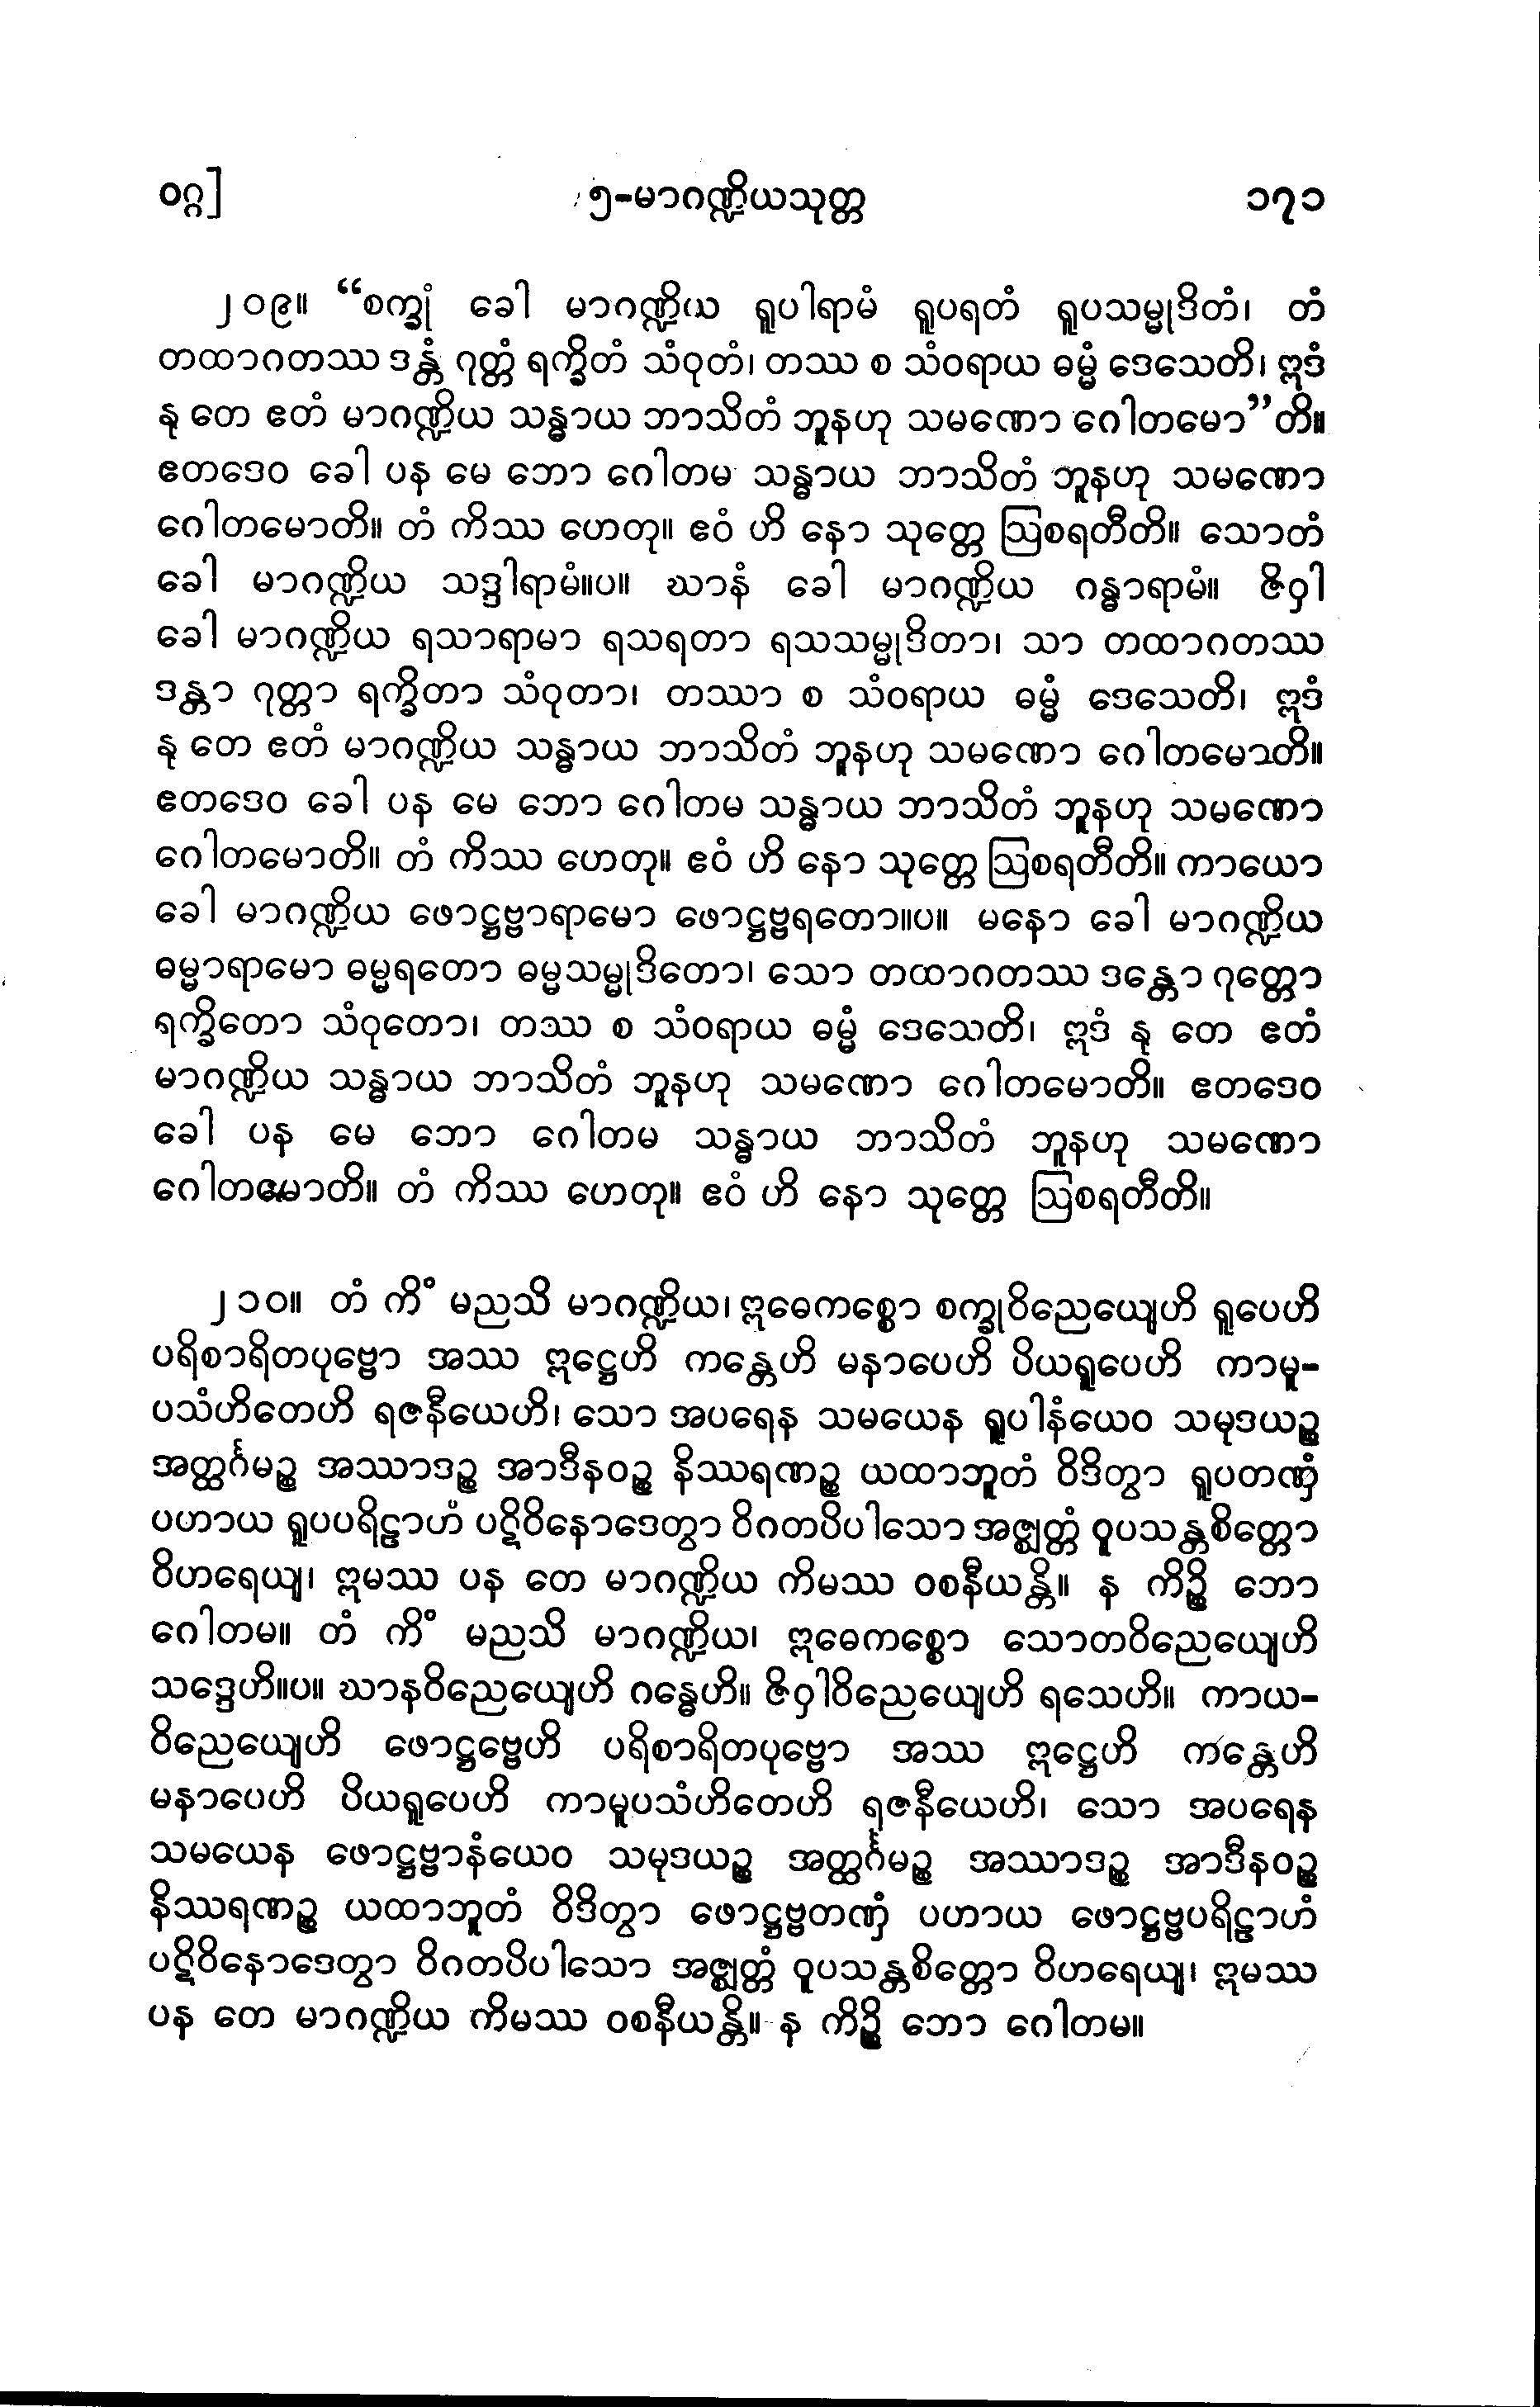 ဝဂ္ဂ]	၅-မာဂဏ္ဍိယသုတ္တ	၁၇၁
၂၀၉။ “စက္ခုံ ခေါ မာဂဏ္ဍိယ ရူပါရာမံ ရူပရတံ ရူပသမ္မုဒိတံ၊ တံ
တထာဂတဿ ဒန္တံ ဂုတ္တံ ရက္ခိတံ သံဝုတံ၊ တဿ စ သံဝရာယ ဓမ္မံ ဒေသေတိ၊ ဣဒံ
နု တေ ဧတံ မာဂဏ္ဍိယ သန္ဓာယ ဘာသိတံ ဘူနဟု သမဏော ဂေါတမော”တိ။
ဧတဒေဝ ခေါ ပန မေ ဘော ဂေါတမ သန္ဓာယ ဘာသိတံ ဘူနဟု သမဏော
ဂေါတမောတိ။ တံ ကိဿ ဟေတု။ ဧဝံ ဟိ နော သုတ္တေ ဩစရတီတိ။ သောတံ
ခေါ မာဂဏ္ဍိယ သဒ္ဒါရာမံ။ပ။ ဃာနံ ခေါ မာဂဏ္ဍိယ ဂန္ဓာရာမံ။ ဇိဝှါ
ခေါ မာဂဏ္ဍိယ ရသာရာမာ ရသရတာ ရသသမ္မုဒိတာ၊ သာ တထာဂတဿ
ဒန္တာ ဂုတ္တာ ရက္ခိတာ သံဝုတာ၊ တဿာ စ သံဝရာယ ဓမ္မံ ဒေသေတိ၊ ဣဒံ
နု တေ ဧတံ မာဂဏ္ဍိယ သန္ဓာယ ဘာသိတံ ဘူနဟု သမဏော ဂေါတမောတိ။
ဧတဒေဝ ခေါ ပန မေ ဘော ဂေါတမ သန္ဓာယ ဘာသိတံ ဘူနဟု သမဏော
ဂေါတမောတိ။ တံ ကိဿ ဟေတု။ ဧဝံ ဟိ နော သုတ္တေ ဩစရတီတိ။ ကာယော
ခေါ မာဂဏ္ဍိယ ဖောဋ္ဌဗ္ဗာရာမော ဖောဋ္ဌဗ္ဗရတော။ပ။ မနော ခေါ မာဂဏ္ဍိယ
ဓမ္မာရာမော ဓမ္မရတော ဓမ္မသမ္မုဒိတော၊ သော တထာဂတဿ ဒန္တော ဂုတ္တော
ရက္ခိတော သံဝုတော၊ တဿ စ သံဝရာယ ဓမ္မံ ဒေသေတိ၊ ဣဒံ နု တေ ဧတံ
မာဂဏ္ဍိယ သန္ဓာယ ဘာသိတံ ဘူနဟု သမဏော ဂေါတမောတိ။ ဧတဒေဝ
ခေါ ပန မေ ဘော ဂေါတမ သန္ဓာယ ဘာသိတံ ဘူနဟု သမဏော
ဂေါတမောတိ။ တံ ကိဿ ဟေတု။ ဧဝံ ဟိ နော သုတ္တေ ဩစရတီတိ။
၂၁၀။ တံ ကိံ မညသိ မာဂဏ္ဍိယ၊ ဣဓေကစ္စော စက္ခုဝိညေယျေဟိ ရူပေဟိ
ပရိစာရိတပုဗ္ဗော အဿ ဣဋ္ဌေဟိ ကန္တေဟိ မနာပေဟိ ပိယရူပေဟိ ကာမူ-
ပသံဟိတေဟိ ရဇနီယေဟိ၊ သော အပရေန သမယေန ရူပါနံယေဝ သမုဒယဉ္စ
အတ္ထင်္ဂမဉ္စ အဿာဒဉ္စ အာဒီနဝဉ္စ နိဿရဏဉ္စ ယထာဘူတံ ဝိဒိတွာ ရူပတဏှံ
ပဟာယ ရူပပရိဠာဟံ ပဋိဝိနောဒေတွာ ဝိဂတပိပါသော အဇ္ဈတ္တံ ဝူပသန္တစိတ္တော
ဝိဟရေယျ၊ ဣမဿ ပန တေ မာဂဏ္ဍိယ ကိမဿ ဝစနီယန္တိ။ န ကိဉ္စိ ဘော
ဂေါတမ။ တံ ကိံ မညသိ မာဂဏ္ဍိယ၊ ဣဓေကစ္စော သောတဝိညေယျေဟိ
သဒ္ဒေဟိ။ပ။ ဃာနဝိညေယျေဟိ ဂန္ဓေဟိ။ ဇိဝှါဝိညေယျေဟိ ရသေဟိ။ ကာယ-
ဝိညေယျေဟိ ဖောဋ္ဌဗ္ဗေဟိ ပရိစာရိတပုဗ္ဗော အဿ ဣဋ္ဌေဟိ ကန္တေဟိ
မနာပေဟိ ပိယရူပေဟိ ကာမူပသံဟိတေဟိ ရဇနီယေဟိ၊ သော အပရေန
သမယေန ဖောဋ္ဌဗ္ဗာနံယေဝ သမုဒယဉ္စ အတ္ထင်္ဂမဉ္စ အဿာဒဉ္စ အာဒီနဝဉ္စ
နိဿရဏဉ္စ ယထာဘူတံ ဝိဒိတွာ ဖောဋ္ဌဗ္ဗတဏှံ ပဟာယ ဖောဋ္ဌဗ္ဗပရိဠာဟံ
ပဋိဝိနောဒေတွာ ဝိဂတပိပါသော အဇ္ဈတ္တံ ဝူပသန္တစိတ္တော ဝိဟရေယျ၊ ဣမဿ
ပန တေ မာဂဏ္ဍိယ ကိမဿ ဝစနီယန္တိ။ န ကိဉ္စိ ဘော ဂေါတမ။